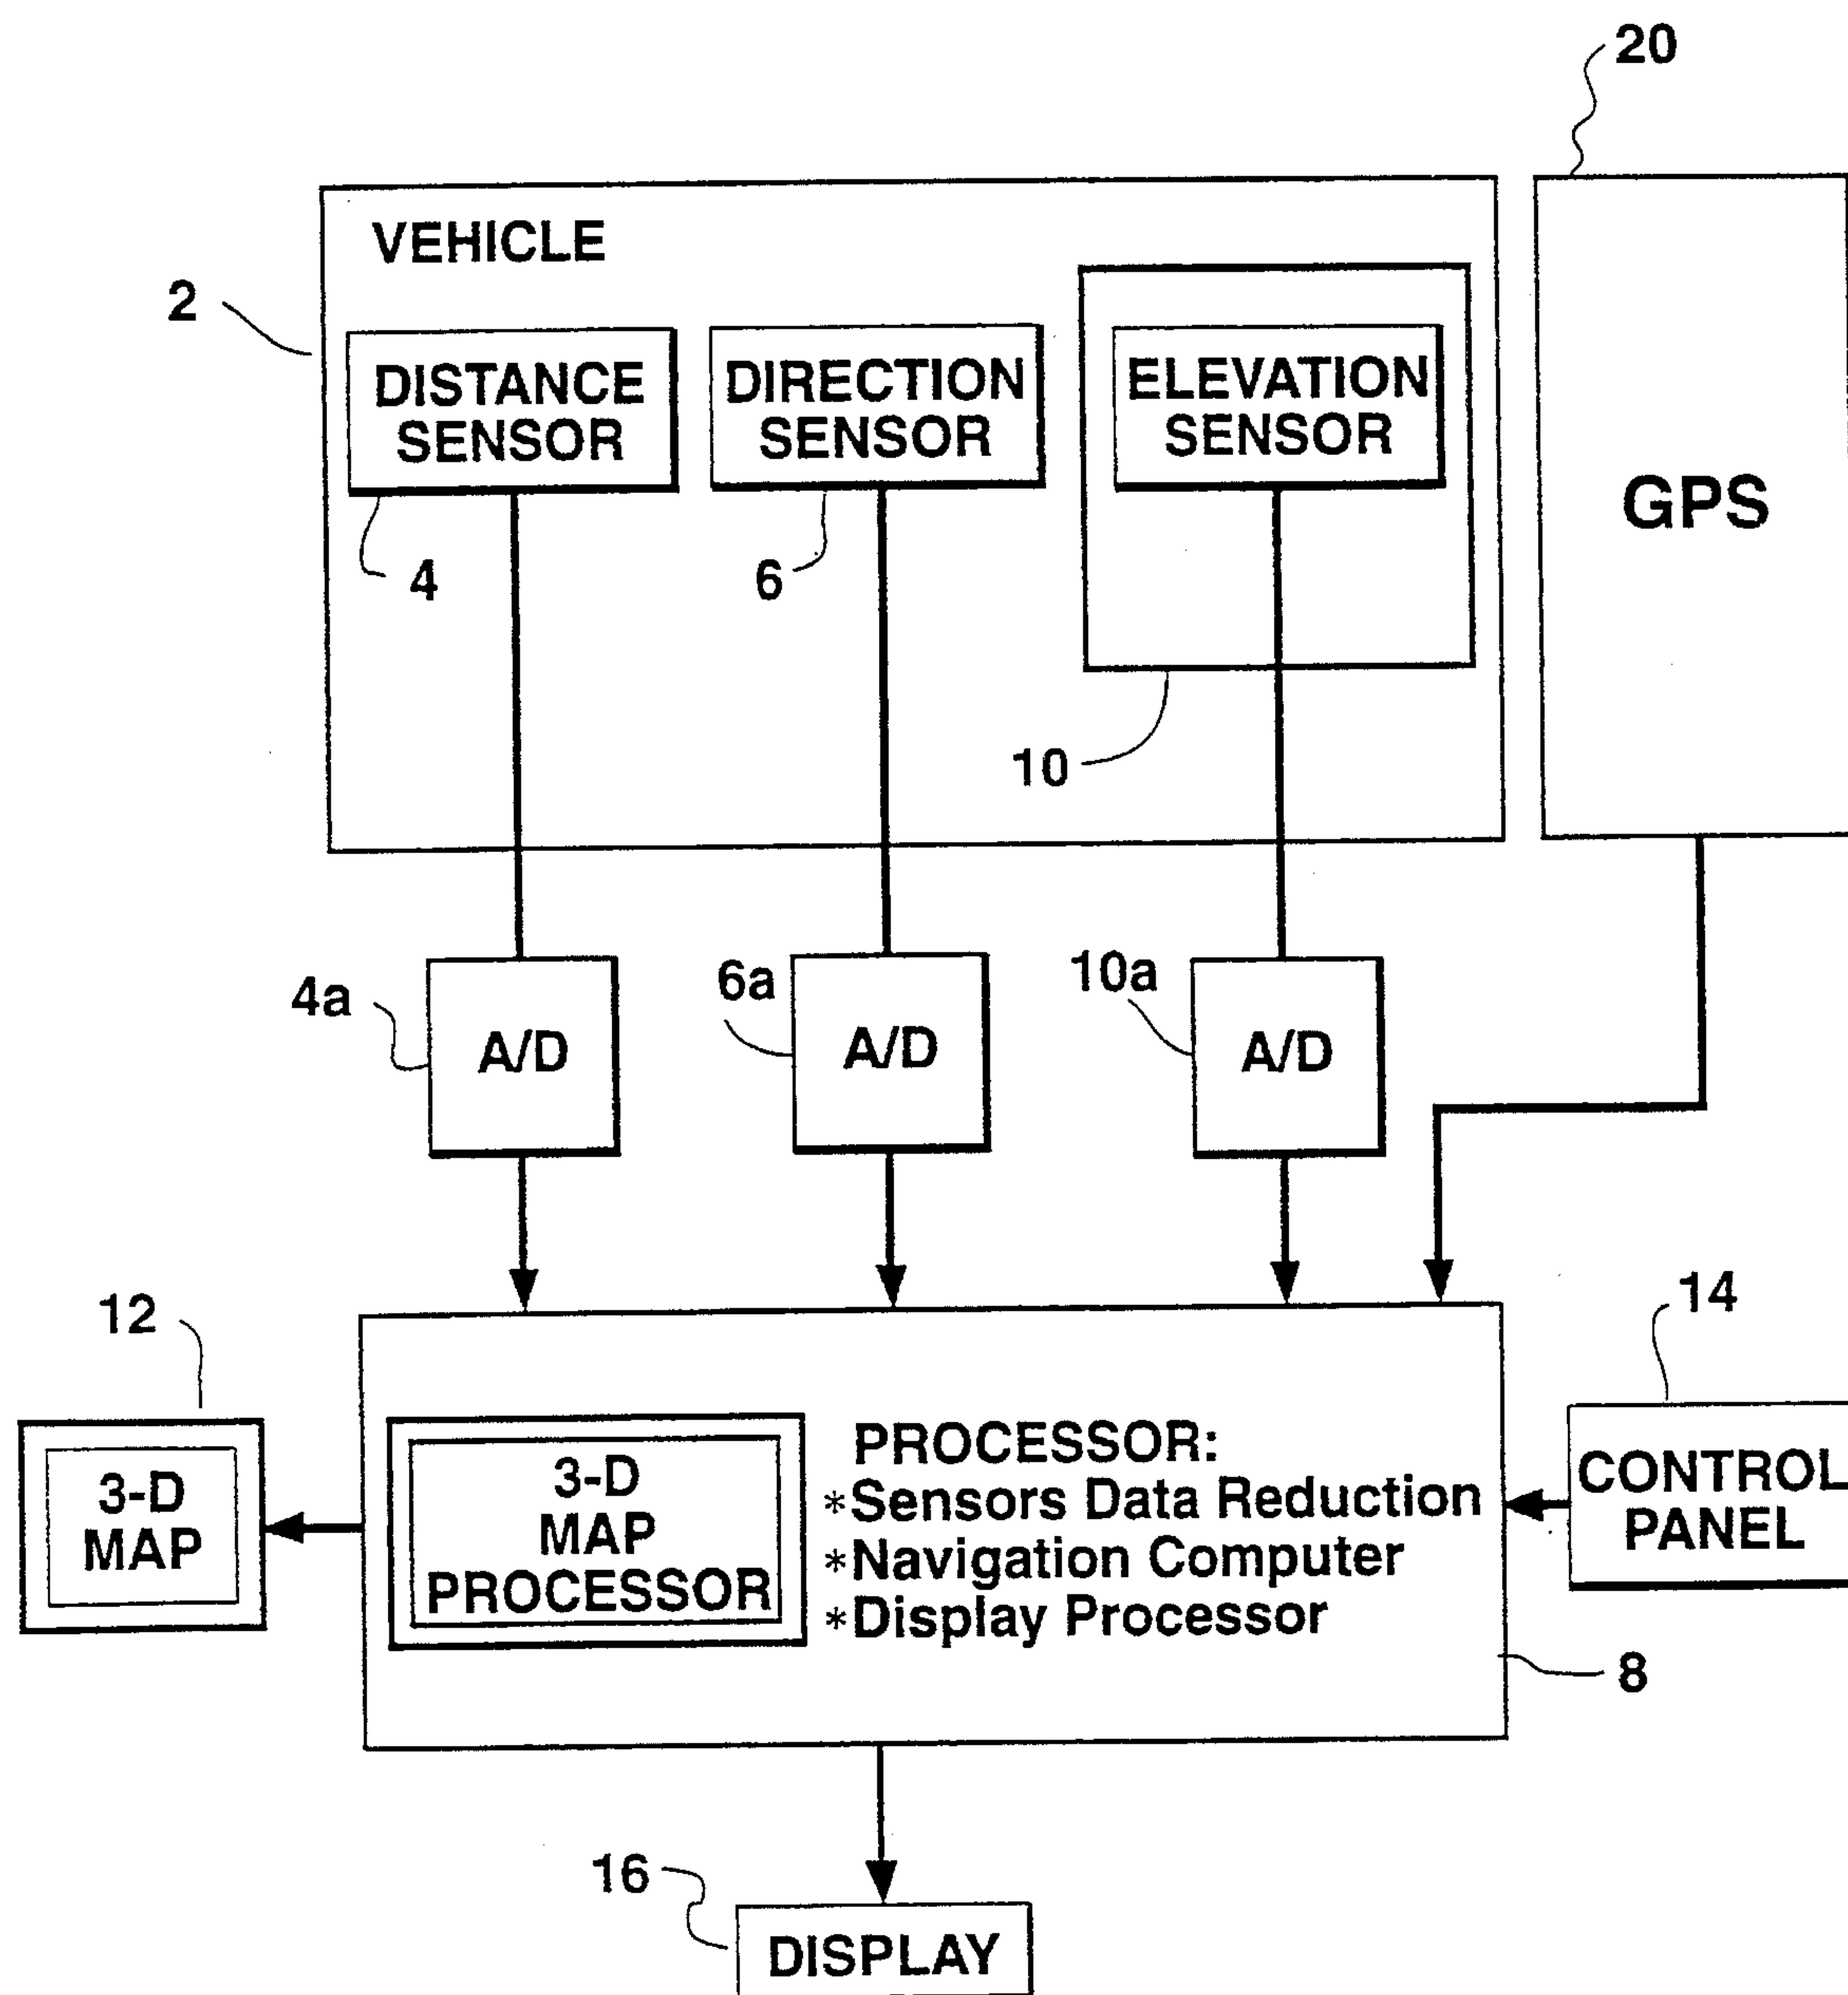 20
VEHICLE
2
DISTANCE
SENSOR
DIRECTION
SENSOR
ELEVATION
SENSOR
GPS
4
6
10
4a
A/D
6a
A/D
10a
A/D
12
14
3-D
MAP
3-D
MAP
PROCESSOR
PROCESSOR:
*Sensors Data Reduction
*Navigation Computer
*Display Processor
CONTROL
PANEL
8
16
DISPLAY